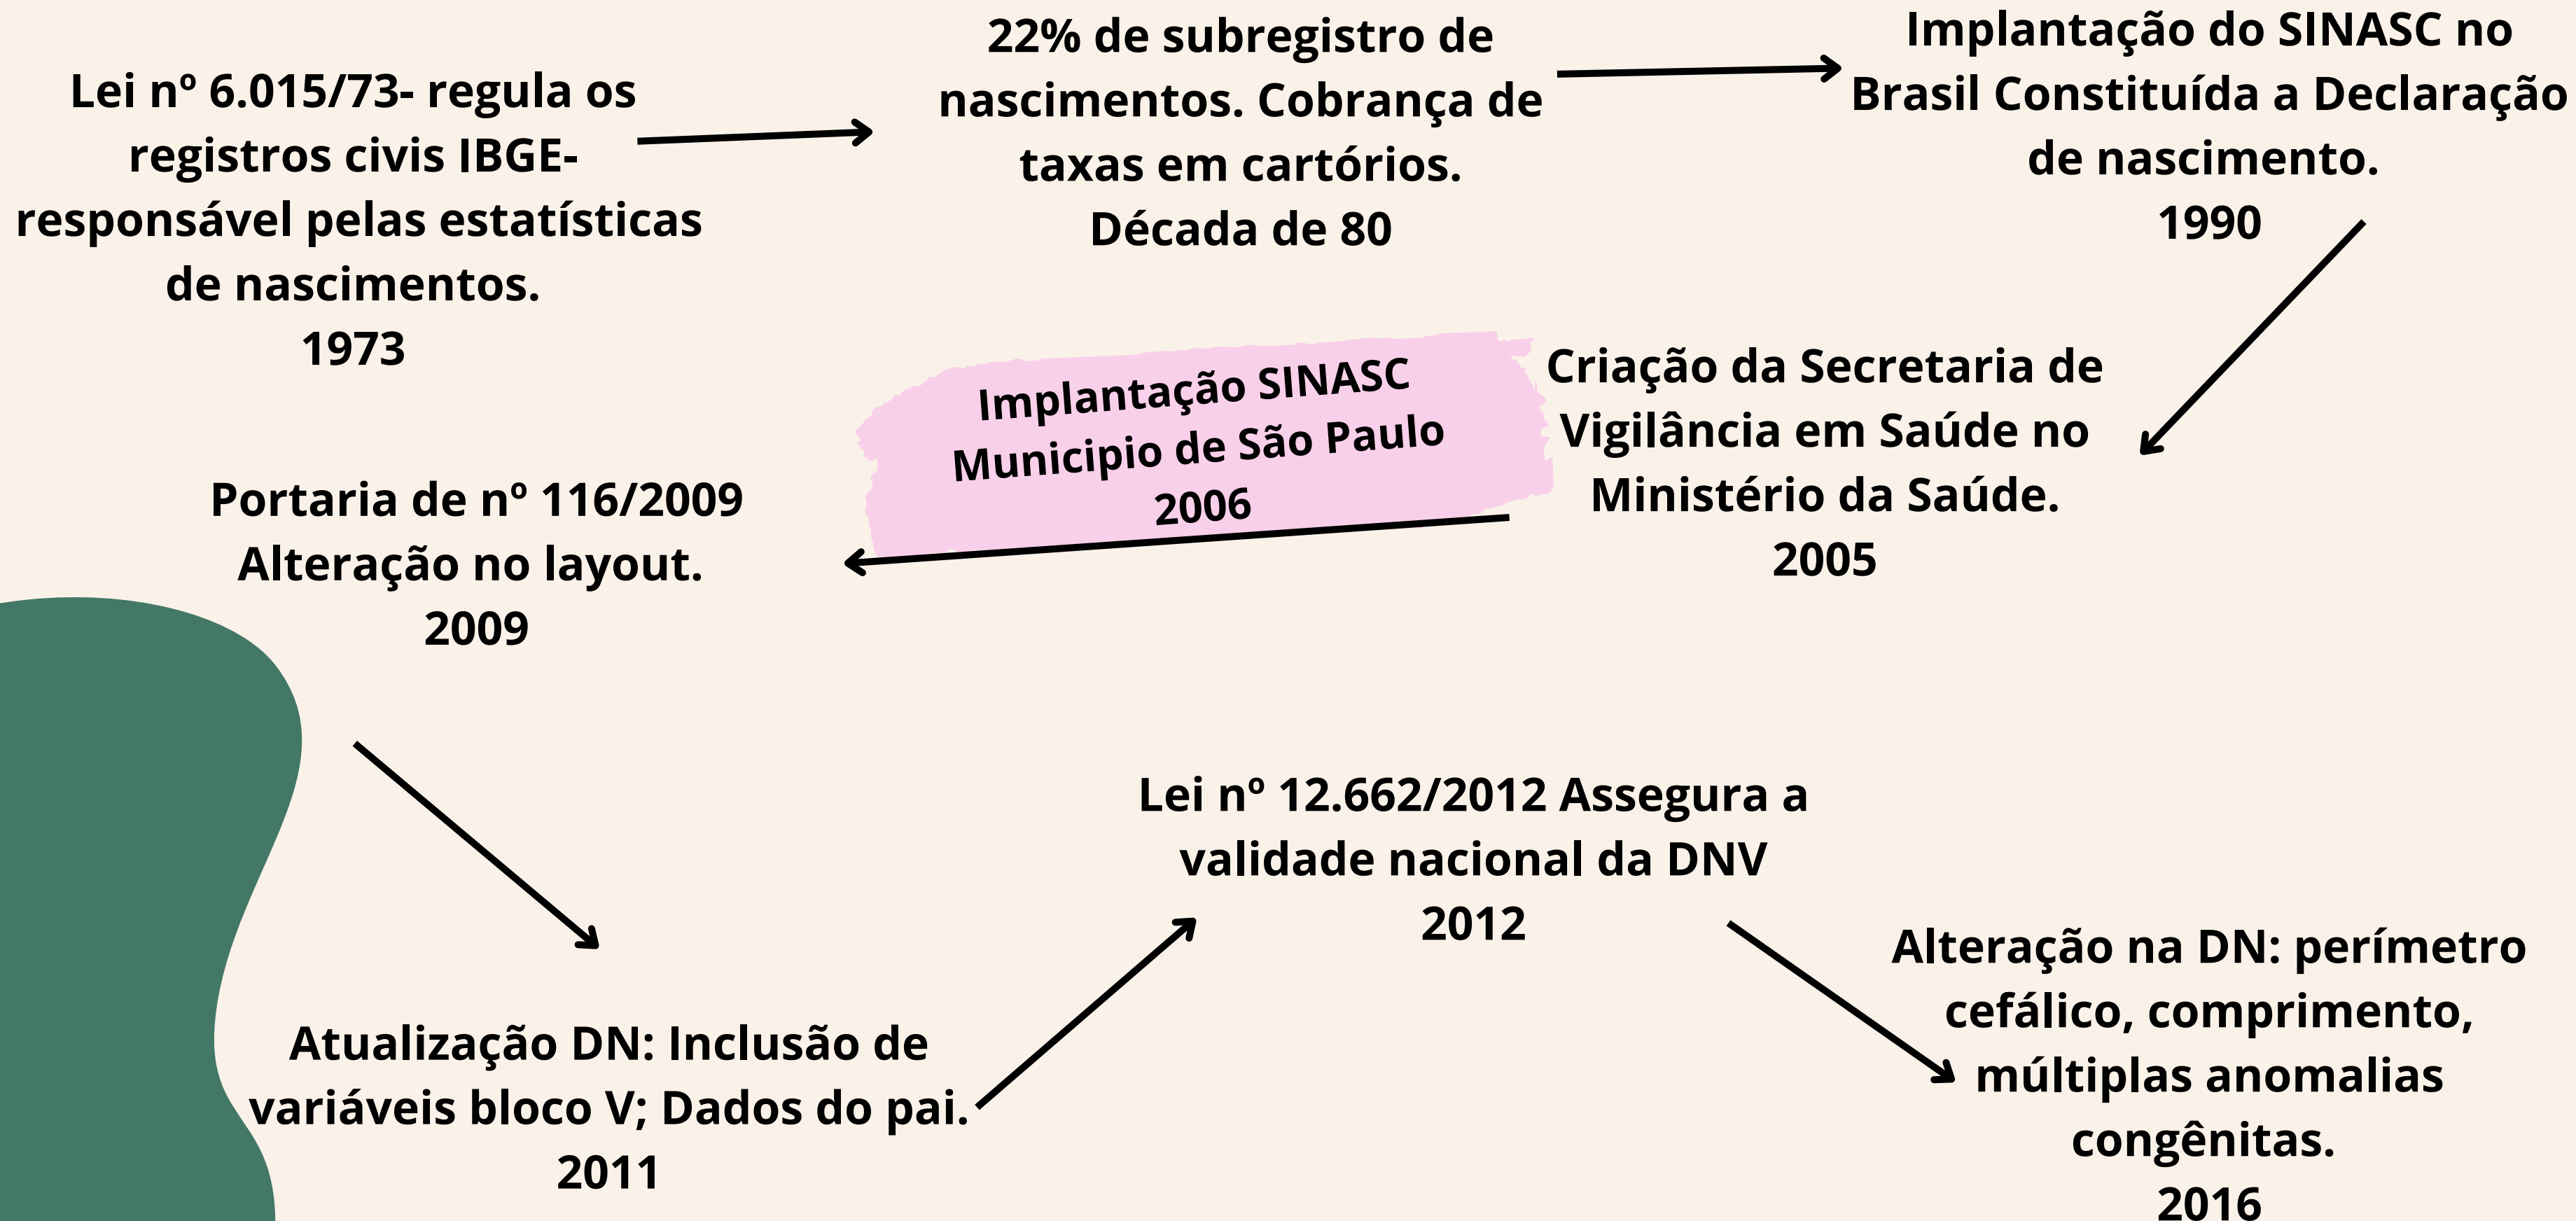 Lei nº 6.015/73- regula os
registros civis IBGE-
responsável pelas estatísticas
de nascimentos.
1973
22% de subregistro de
nascimentos. Cobrança de
taxas em cartórios.
Década de 80
Implantação do SINASC no
Brasil Constituída a Declaração
de nascimento.
1990
Criação da Secretaria de
Vigilância em Saúde no
Ministério da Saúde.
2005
Implantação SINASC
Municipio de São Paulo
2006
Portaria de nº 116/2009
Alteração no layout.
2009
Atualização DN: Inclusão de
variáveis bloco V; Dados do pai.
2011
Lei nº 12.662/2012 Assegura a
validade nacional da DNV
2012
Alteração na DN: perímetro
cefálico, comprimento,
múltiplas anomalias
congênitas.
2016